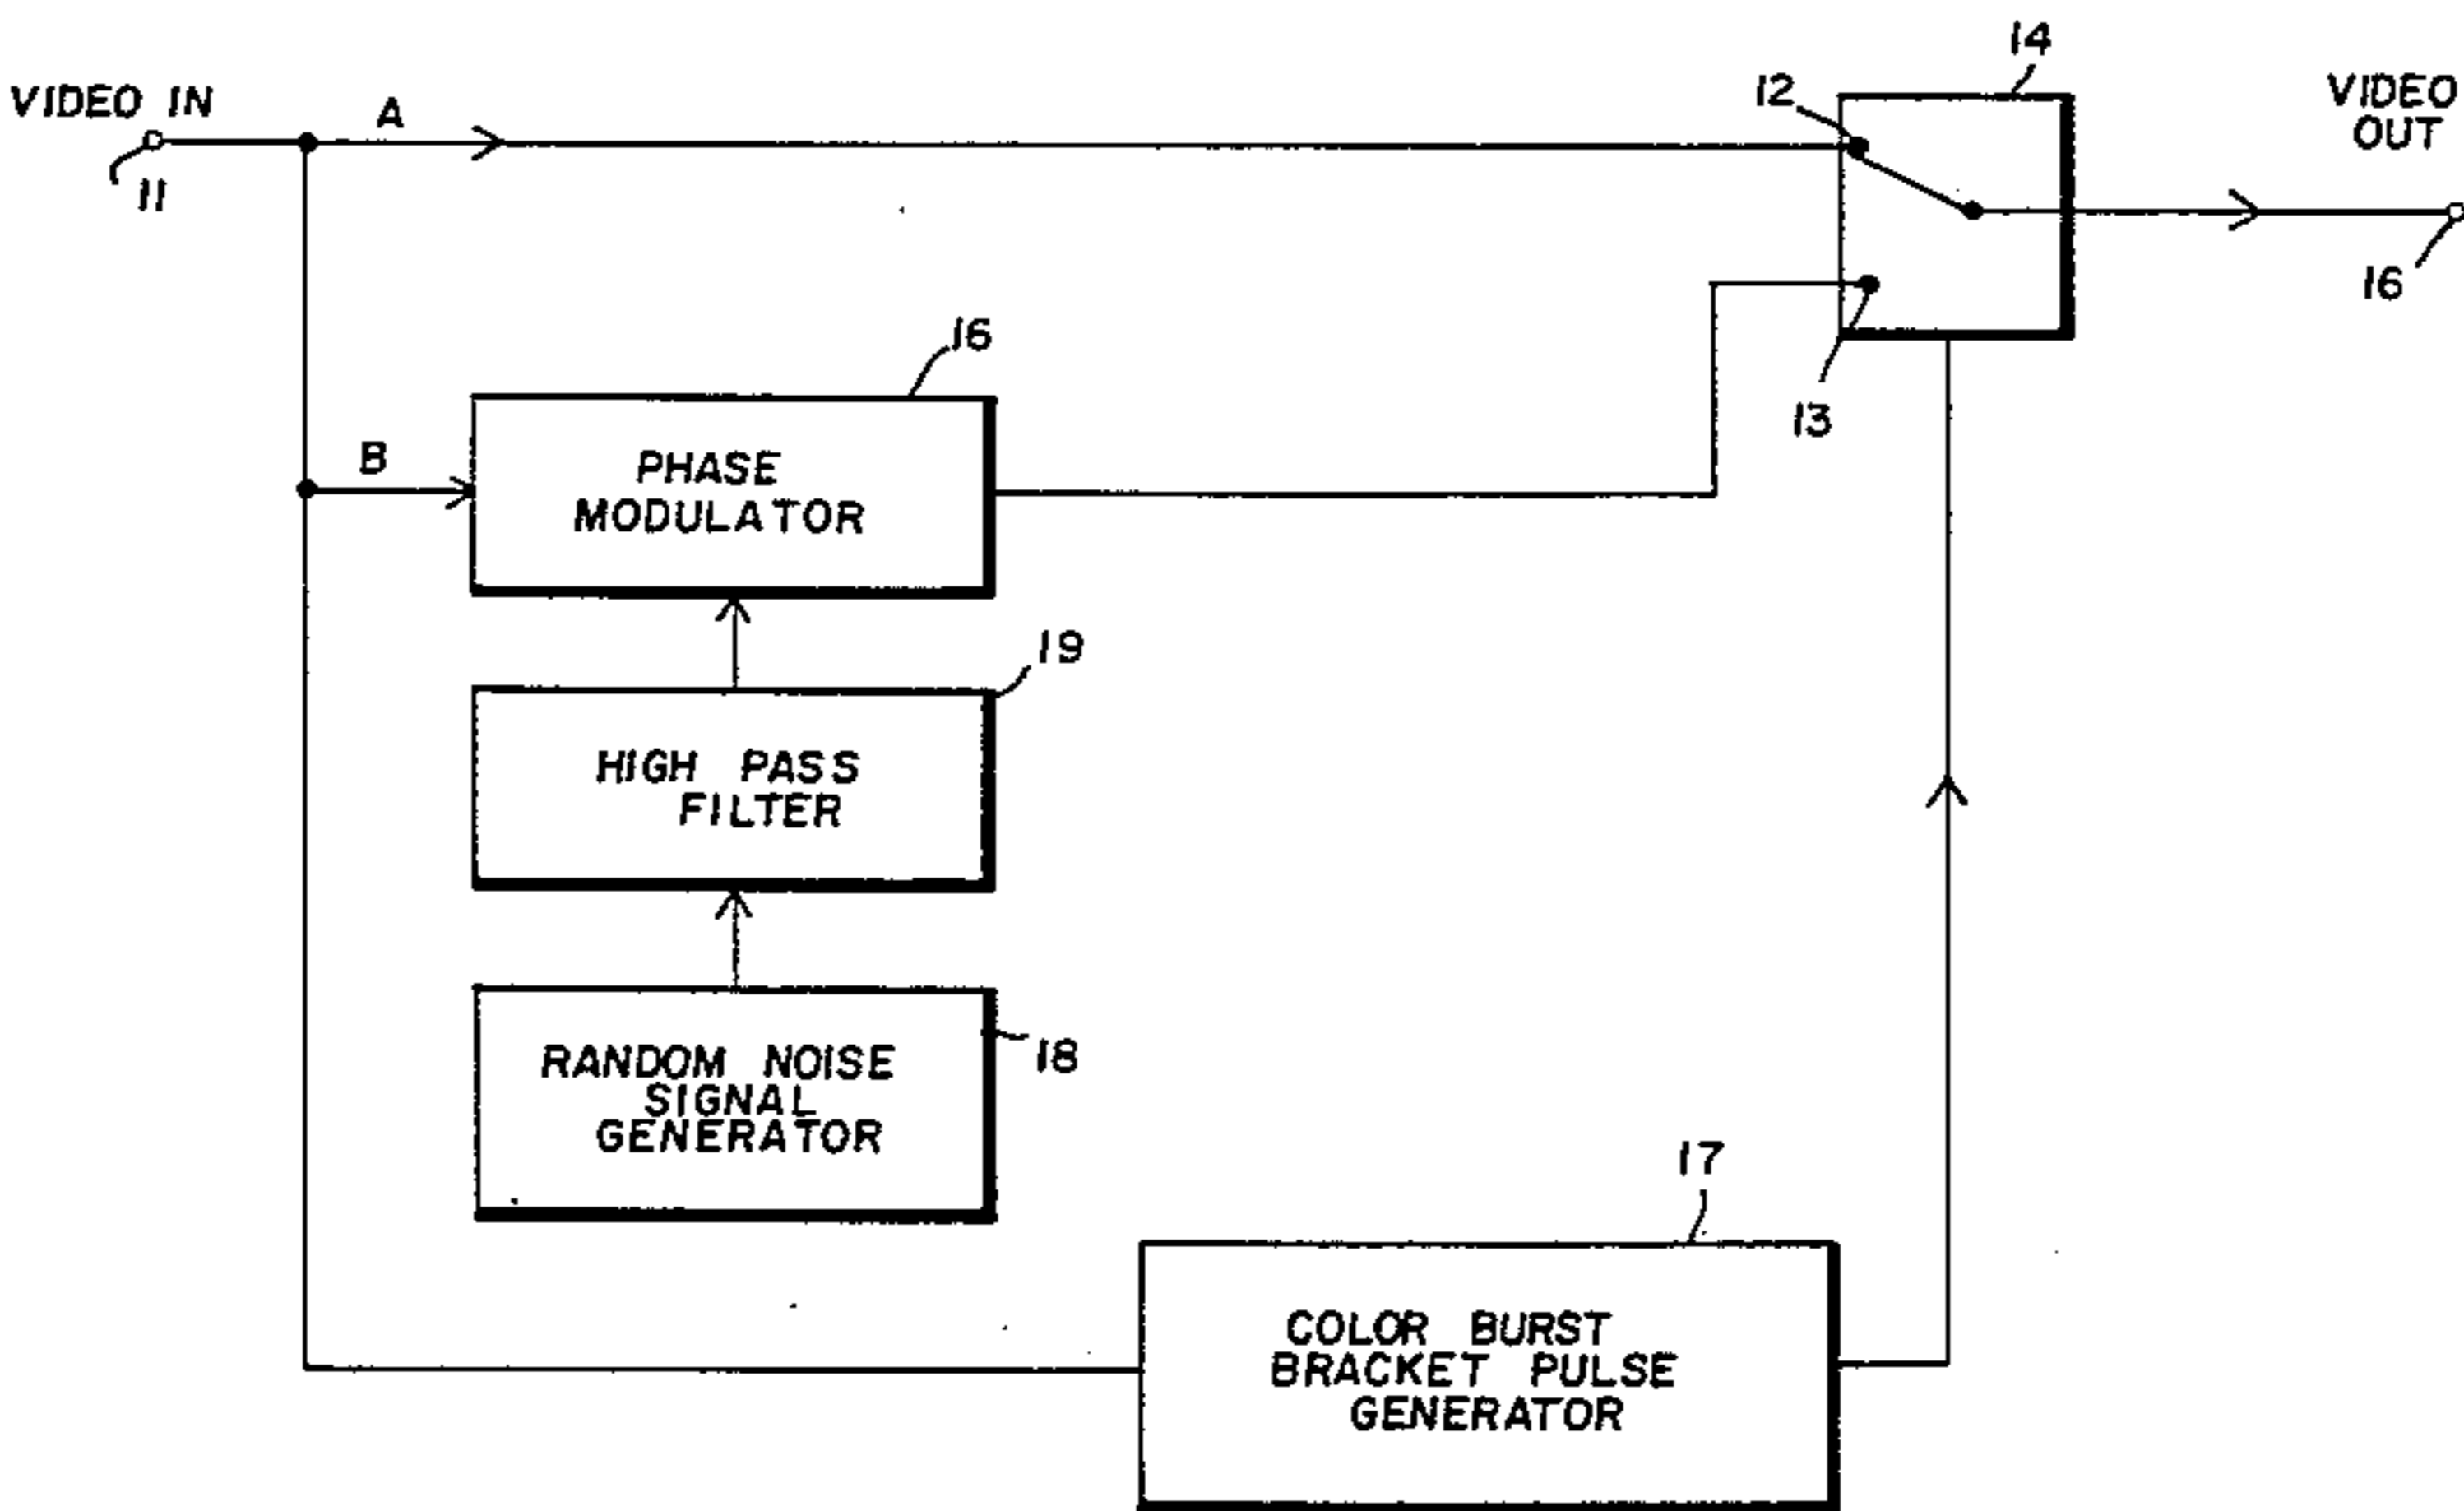 14
VIDEO IN
A
12
VIDEO
OUT
11
16
16
13
B
PHASE
MODULATOR
19
HIGH PASS
FILTER
18
RANDOM NOISE
SIGNAL
GENERATOR
17
COLOR BURST
BRACKET PULSE
GENERATOR